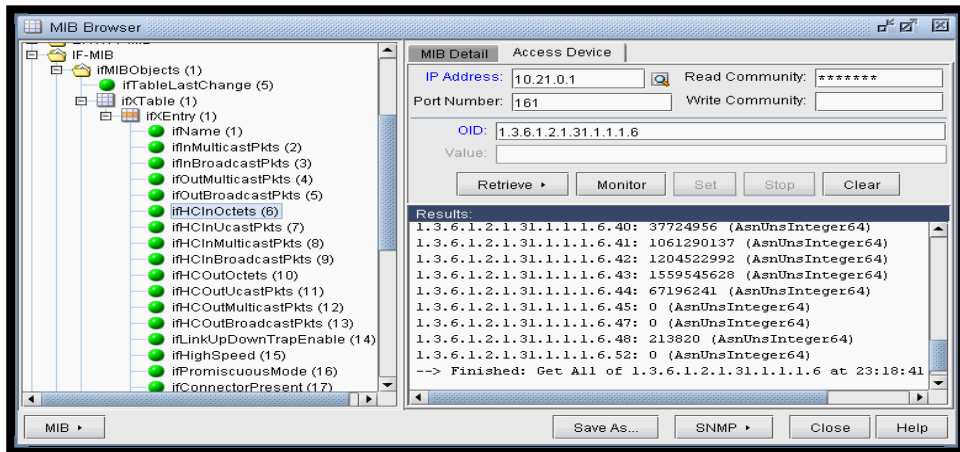 MIB Browser
IF-MIB
ifMIBObjects (1)
ifTableLastChange (5)
ifXTable (1)
ifXEntry (1)
ifName (1)
ifInMulticastPkts (2)
ifInBroadcastPkts (3)
ifOutMulticastPkts (4)
ifOutBroadcastPkts (5)
ifHCInOctets (6)
ifHCInUcastPkts (7)
ifHCInMulticastPkts (8)
ifHCInBroadcastPkts (9)
ifHCOutOctets (10)
ifHCOutUcastPkts (11)
ifHCOutMulticastPkts (12)
ifHCOutBroadcastPkts (13)
ifLinkUpDownTrapEnable (14)
ifHighSpeed (15)
ifPromiscuousMode (16)
ifConnectorPresent (17)
MIB Detail Access Device
IP Address: 10.21.0.1 Read Community: *******
Port Number: 161 Write Community:
OID: 1.3.6.1.2.1.31.1.1.1.6
Value:
Retrieve Monitor Set Stop Clear
Results:
1.3.6.1.2.1.31.1.1.1.6.40: 37724956 (AsnUnsInteger64)
1.3.6.1.2.1.31.1.1.1.6.41: 1061290137 (AsnUnsInteger64)
1.3.6.1.2.1.31.1.1.1.6.42: 1204522992 (AsnUnsInteger64)
1.3.6.1.2.1.31.1.1.1.6.43: 1559545628 (AsnUnsInteger64)
1.3.6.1.2.1.31.1.1.1.6.44: 67196241 (AsnUnsInteger64)
1.3.6.1.2.1.31.1.1.1.6.45: 0 (AsnUnsInteger64)
1.3.6.1.2.1.31.1.1.1.6.47: 0 (AsnUnsInteger64)
1.3.6.1.2.1.31.1.1.1.6.48: 213820 (AsnUnsInteger64)
1.3.6.1.2.1.31.1.1.1.6.52: 0 (AsnUnsInteger64)
--> Finished: Get All of 1.3.6.1.2.1.31.1.1.1.6 at 23:18:41
MIB Save As... SNMP Close Help